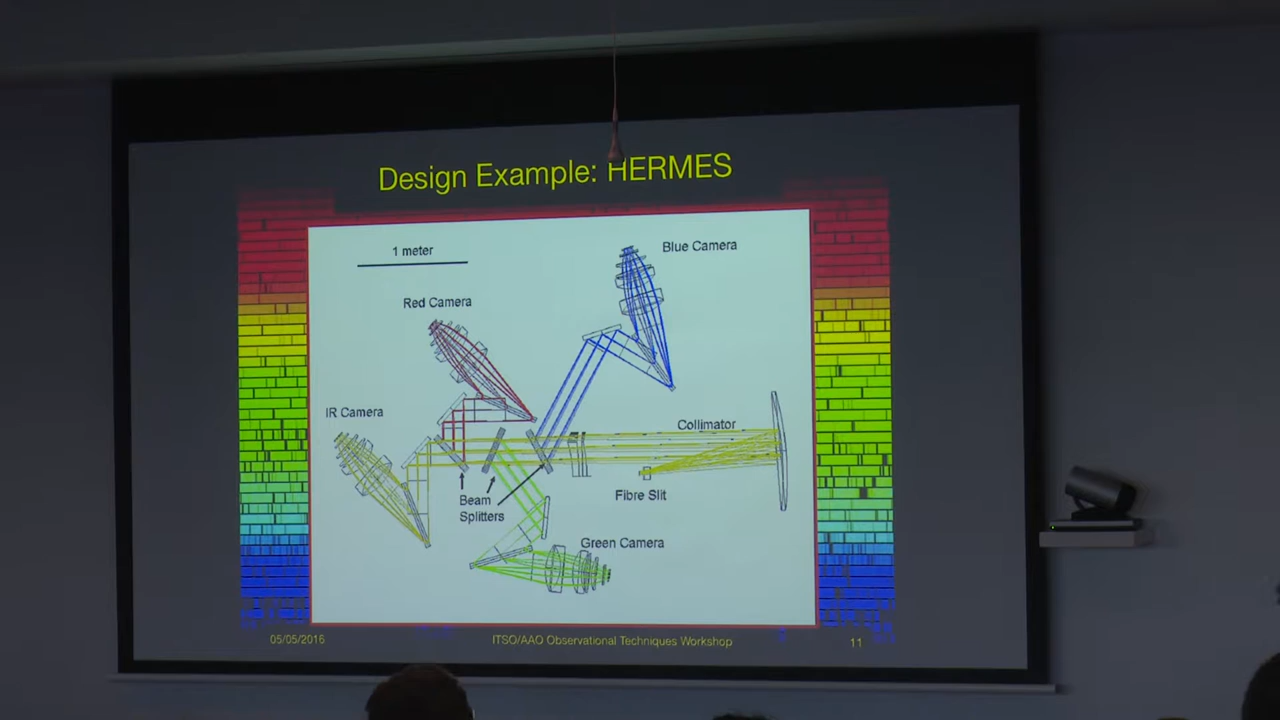 Design Example: HERMES
1 meter
Blue Camera
Red Camera
IR Camera
Collimator
Beam
Splitters
Fibre Slit
Green Camera
05/05/2016
ITSO/AAO Observational Techniques Workshop
11